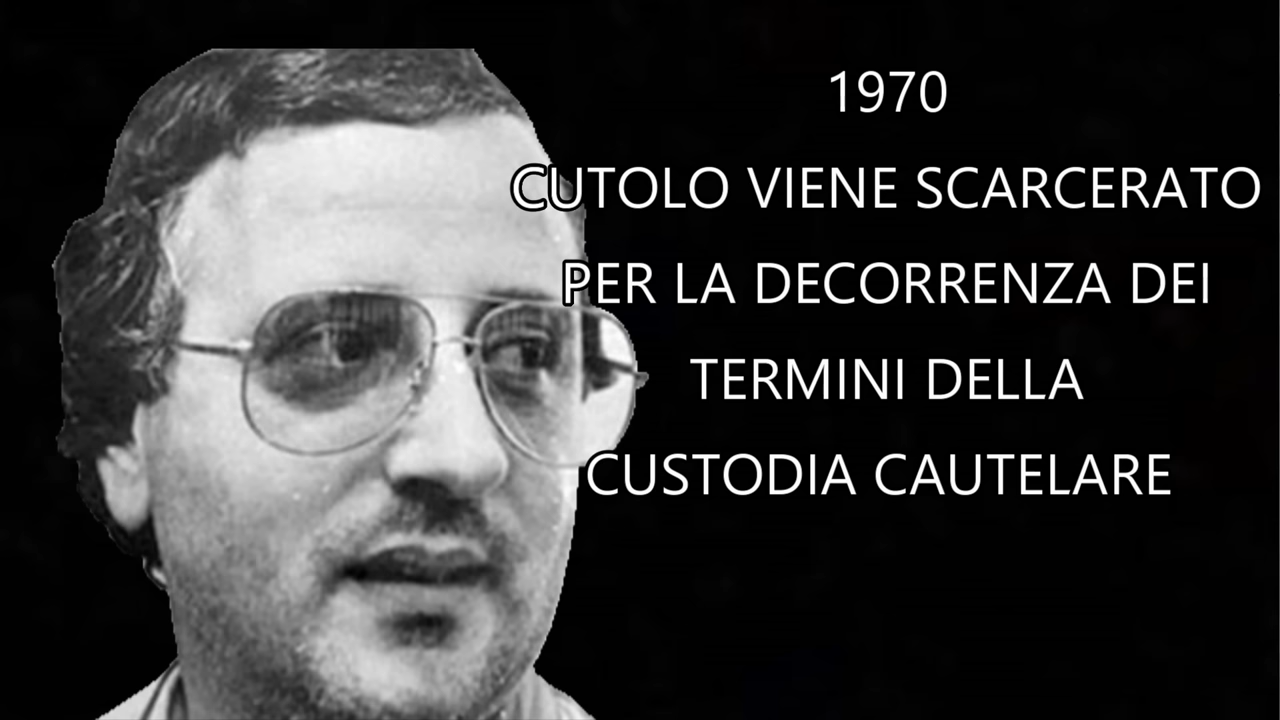 1970
CUTOLO VIENE SCARCERATO
PER LA DECORRENZA DEI
TERMINI DELLA
CUSTODIA CAUTELARE